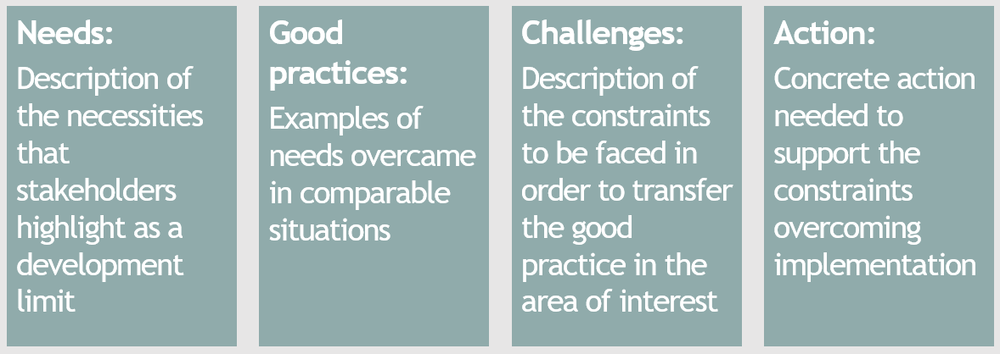 Needs:
Description of
the necessities
that
stakeholders
highlight as a
development
limit
Good
practices:
Examples of
needs overcame
in comparable
situations
Challenges:
Description of
the constraints
to be faced in
order to transfer
the good
practice in the
area of interest
Action:
Concrete action
needed to
support the
constraints
overcoming
implementation